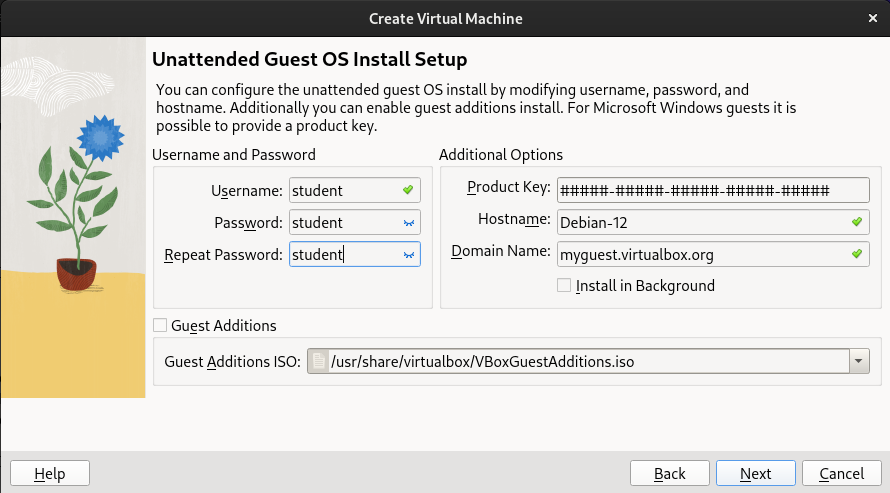 Create Virtual Machine
×
Unattended Guest OS Install Setup
You can configure the unattended guest OS install by modifying username, password, and
hostname. Additionally you can enable guest additions install. For Microsoft Windows guests it is
possible to provide a product key.
Username and Password
Username: student
Password: student
Repeat Password: student
Additional Options
Product Key: #####-#####-#####-#####-#####
Hostname: Debian-12
Domain Name: myguest.virtualbox.org
Install in Background
Guest Additions
Guest Additions ISO: /usr/share/virtualbox/VBoxGuestAdditions.iso
Help
Back
Next
Cancel